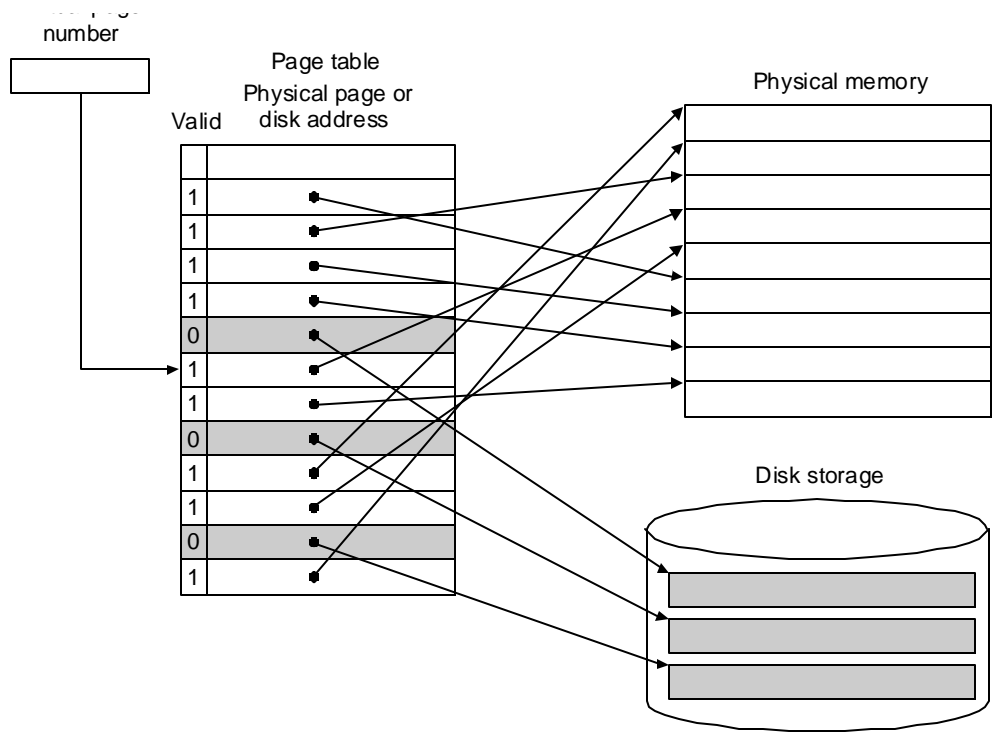 number
Page table
Physical page or
disk address
Valid
Physical memory
1
1
1
1
0
1
1
0
1
1
0
1
Disk storage